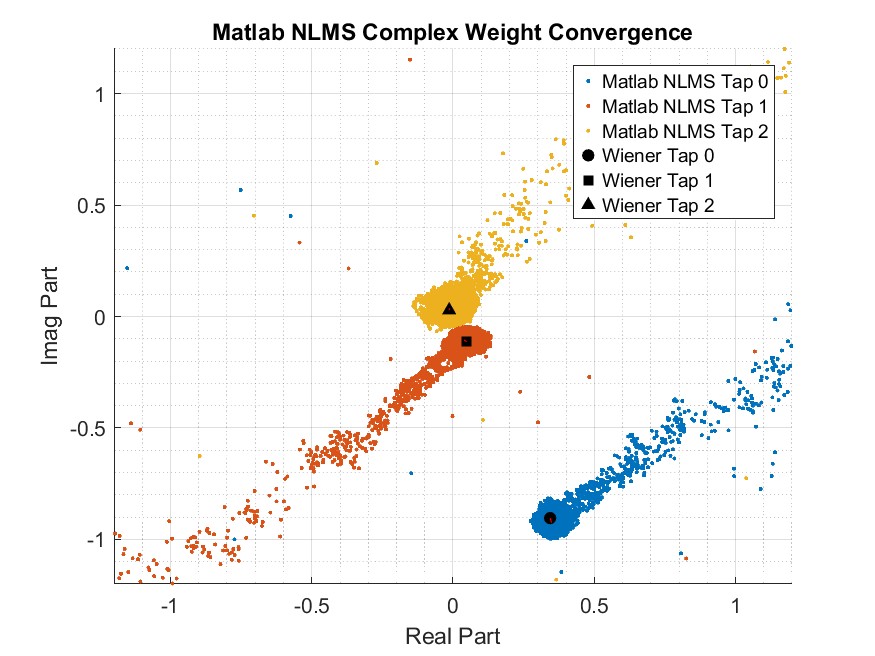 Matlab NLMS Complex Weight Convergence
Matlab NLMS Tap 0
Matlab NLMS Tap 1
Matlab NLMS Tap 2
Wiener Tap 0
Wiener Tap 1
Wiener Tap 2
1
0.5
0
-0.5
-1
Imag Part
-1
-0.5
0
0.5
1
Real Part